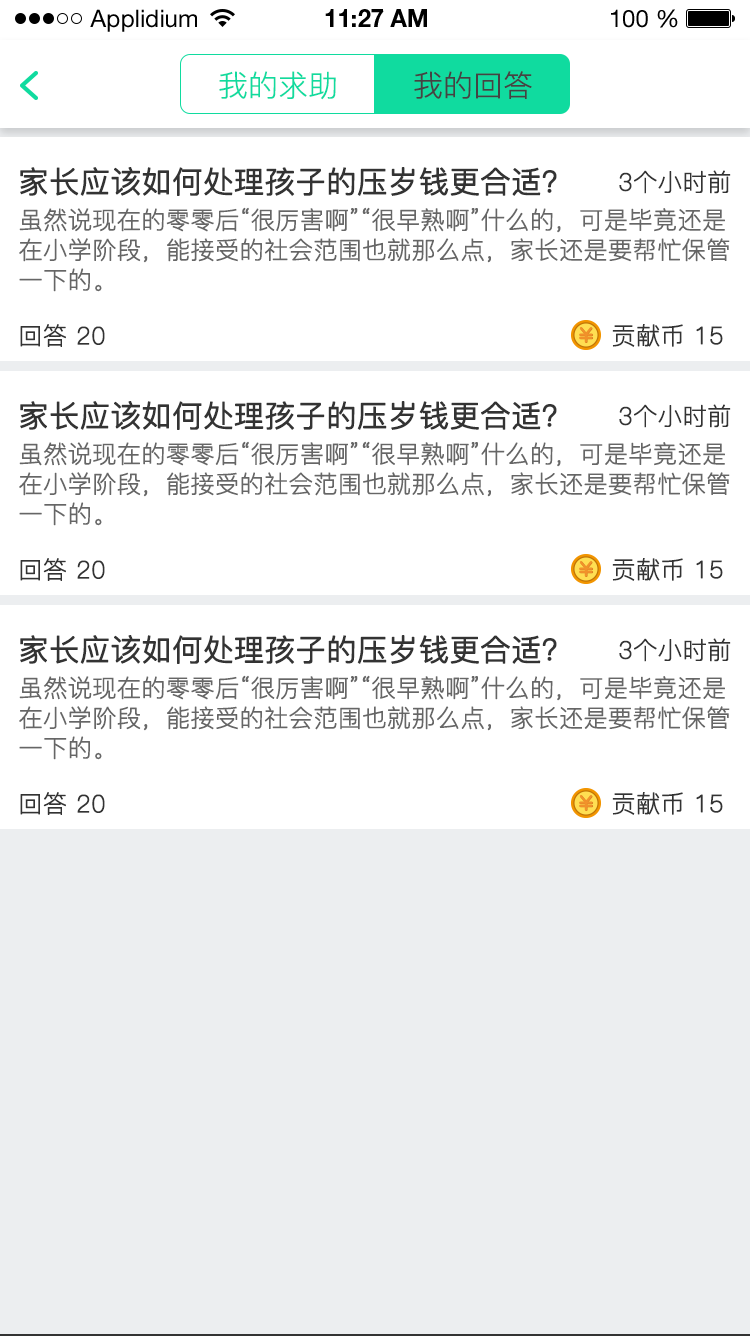 Applidium 11:27 AM 100 %
我的求助 我的回答
家长应该如何处理孩子的压岁钱更合适? 3个小时前
虽然说现在的零零后“很厉害啊”“很早熟啊”什么的，可是毕竟还是
在小学阶段，能接受的社会范围也就那么点，家长还是要帮忙保管
一下的。
回答 20 贡献币 15
家长应该如何处理孩子的压岁钱更合适? 3个小时前
虽然说现在的零零后“很厉害啊”“很早熟啊”什么的，可是毕竟还是
在小学阶段，能接受的社会范围也就那么点，家长还是要帮忙保管
一下的。
回答 20 贡献币 15
家长应该如何处理孩子的压岁钱更合适? 3个小时前
虽然说现在的零零后“很厉害啊”“很早熟啊”什么的，可是毕竟还是
在小学阶段，能接受的社会范围也就那么点，家长还是要帮忙保管
一下的。
回答 20 贡献币 15